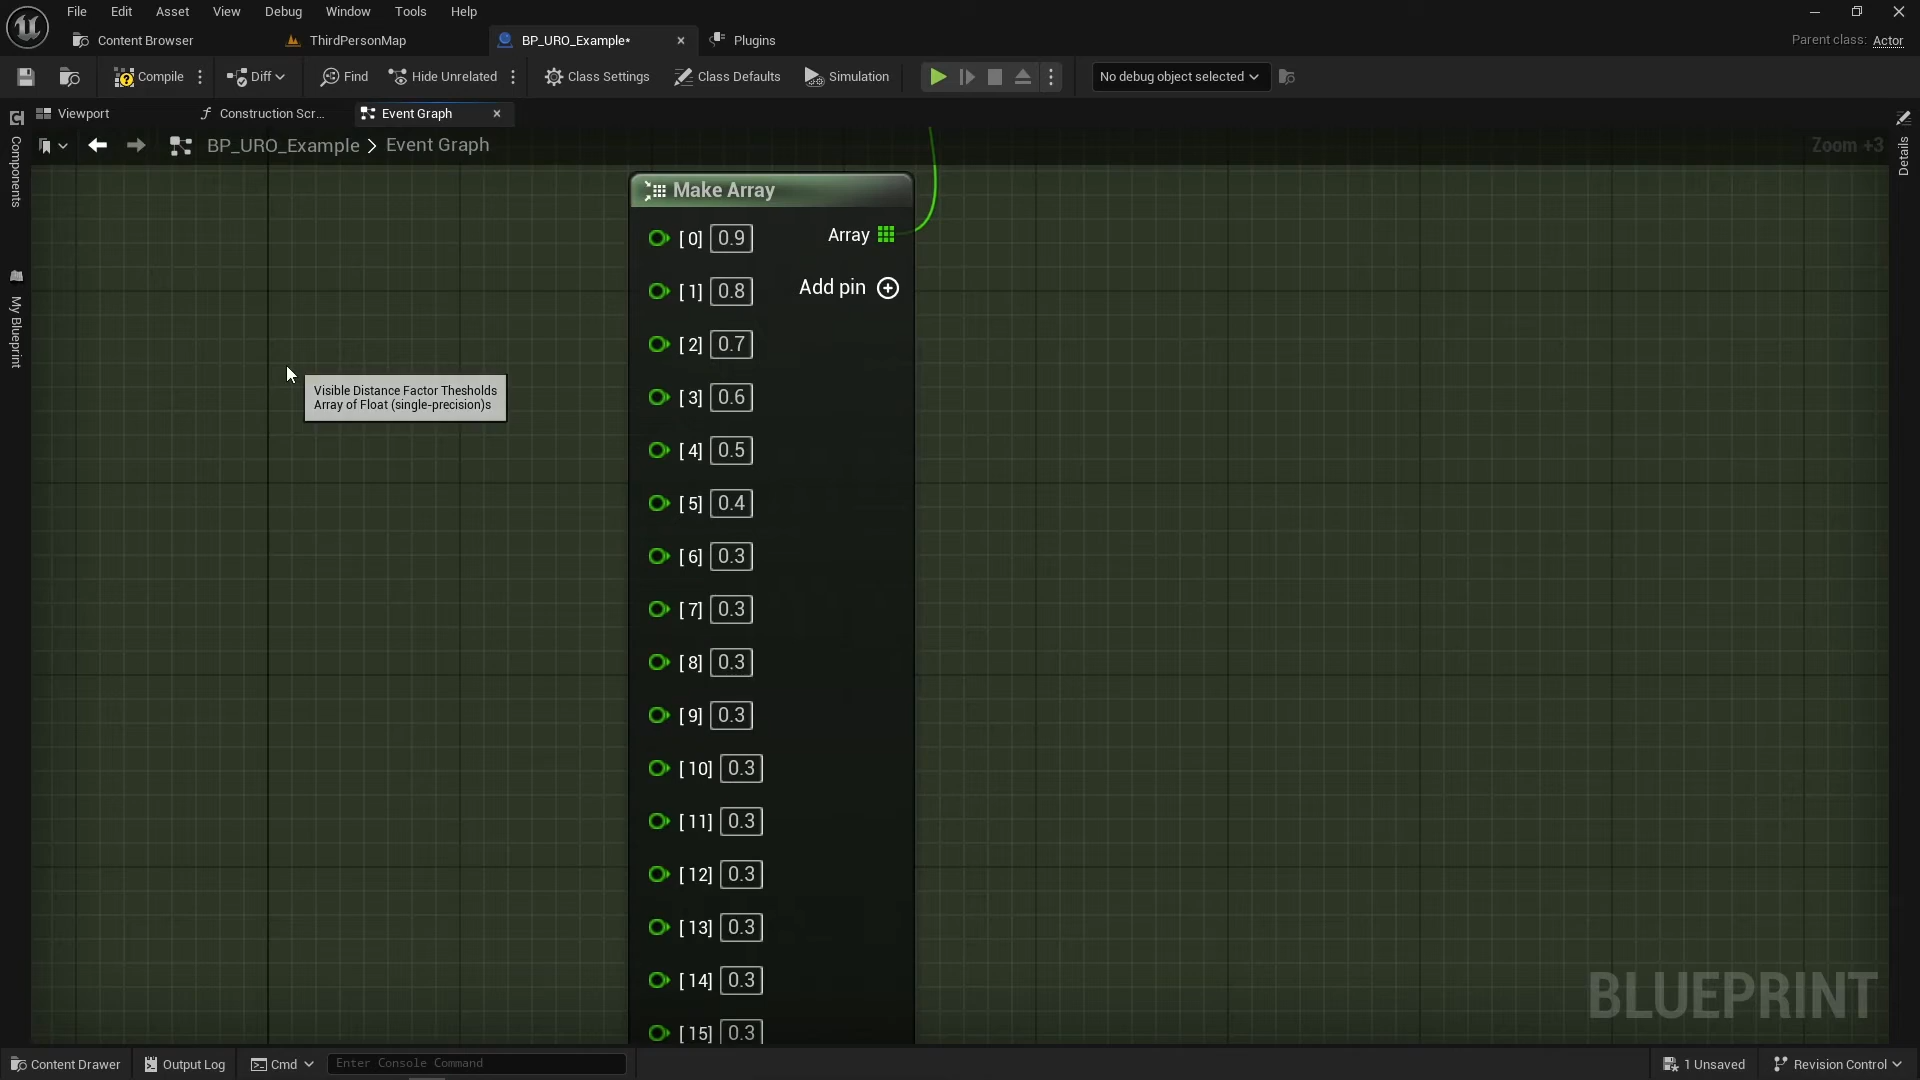 File Edit Asset View Debug Window Tools Help
Content Browser ThirdPersonMap BP_URO_Example* Plugins Parent class: Actor
Compile Diff Find Hide Unrelated Class Settings Class Defaults Simulation No debug object selected
Viewport Construction Scr... Event Graph
BP_URO_Example > Event Graph Zoom +3
Components
My Blueprint
Details
Make Array
[ 0] 0.9 Array
[ 1] 0.8 Add pin
[ 2] 0.7
Visible Distance Factor Thesholds
Array of Float (single-precision)s
[ 3] 0.6
[ 4] 0.5
[ 5] 0.4
[ 6] 0.3
[ 7] 0.3
[ 8] 0.3
[ 9] 0.3
[ 10] 0.3
[ 11] 0.3
[ 12] 0.3
[ 13] 0.3
[ 14] 0.3
[ 15] 0.3
BLUEPRINT
Content Drawer Output Log Cmd Enter Console Command 1 Unsaved Revision Control